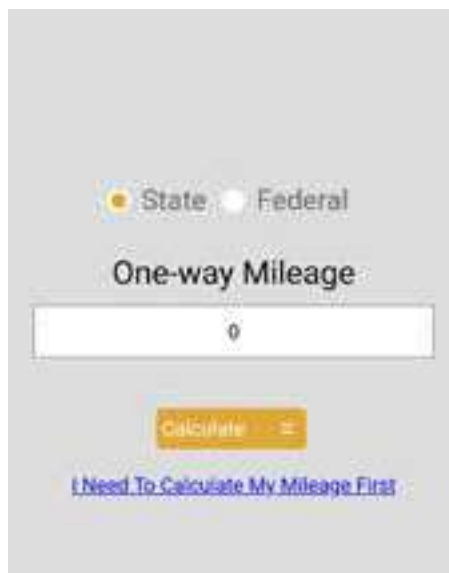 State Federal
One-way Mileage
0
Calculate =
I Need To Calculate My Mileage First